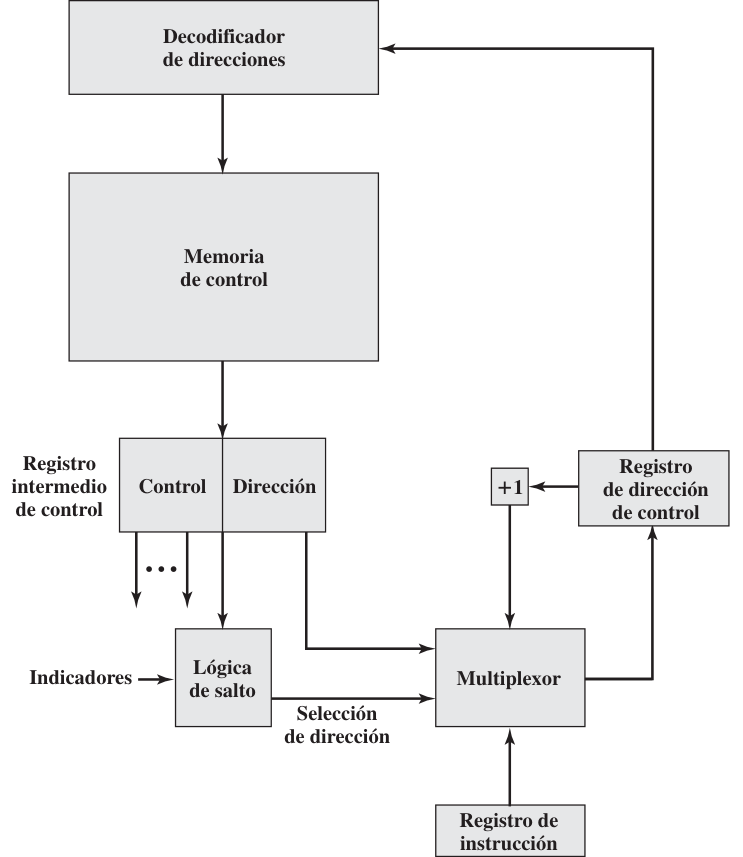 Decodificador
de direcciones
Memoria
de control
Registro
intermedio
de control
Control
Dirección
+1
Registro
de dirección
de control
...
Indicadores
Lógica
de salto
Selección
de dirección
Multiplexor
Registro de
instrucción